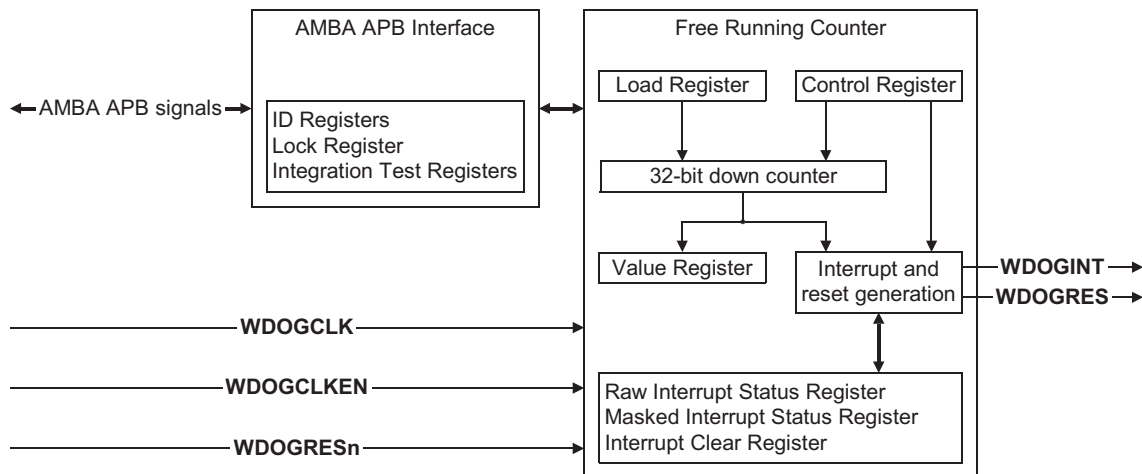 AMBA APB Interface
Free Running Counter
Load Register
Control Register
AMBA APB signals
ID Registers
Lock Register
Integration Test Registers
32-bit down counter
Value Register
Interrupt and
reset generation
WDOGINT
WDOGRES
WDOGCLK
WDOGCLKEN
WDOGRESn
Raw Interrupt Status Register
Masked Interrupt Status Register
Interrupt Clear Register